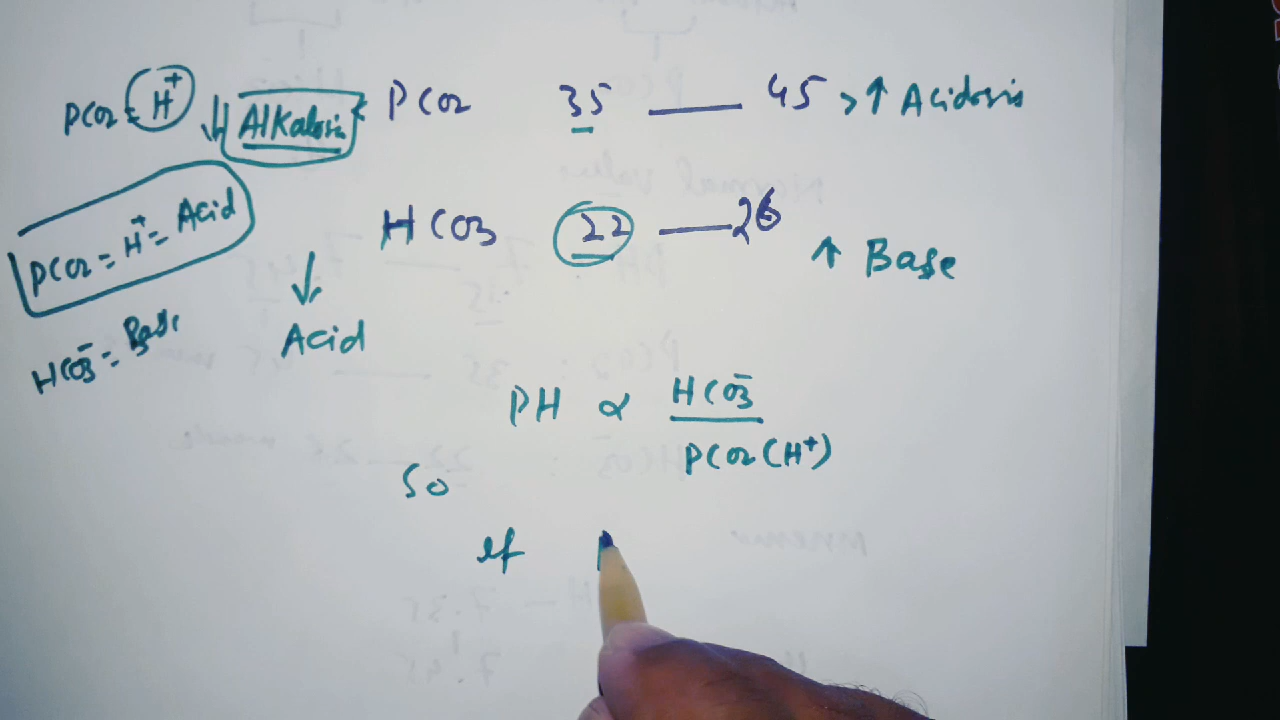 PCO2 = H+ ↓ Alkalosis < PCO2 35 — 45 > ↑ Acidosis
PCO2 = H+ = Acid
HCO3 22 — 26 ↑ Base
↓
Acid
HCO3- = Base
PH ∝ HCO3-
PCO2 (H+)
So
if